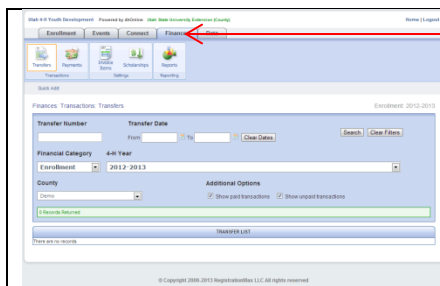 Utah 4-H Youth Development Powered by 4HOnline Utah State University Extension (County) Home | Logout
Enrollment Events Connect Finance Data
Transfers Payments Invoice Items Scholarships Reports
Transactions Settings Reporting
Quick Add
Finances: Transactions: Transfers Enrollment: 2012-2013
Transfer Number Transfer Date
From To Clear Dates Search Clear Filters
Financial Category 4-H Year
Enrollment 2012-2013
County Additional Options
Demo Show paid transactions Show unpaid transactions
0 Records Returned
TRANSFER LIST
There are no records.
© Copyright 2006-2013 RegistrationMax LLC All rights reserved